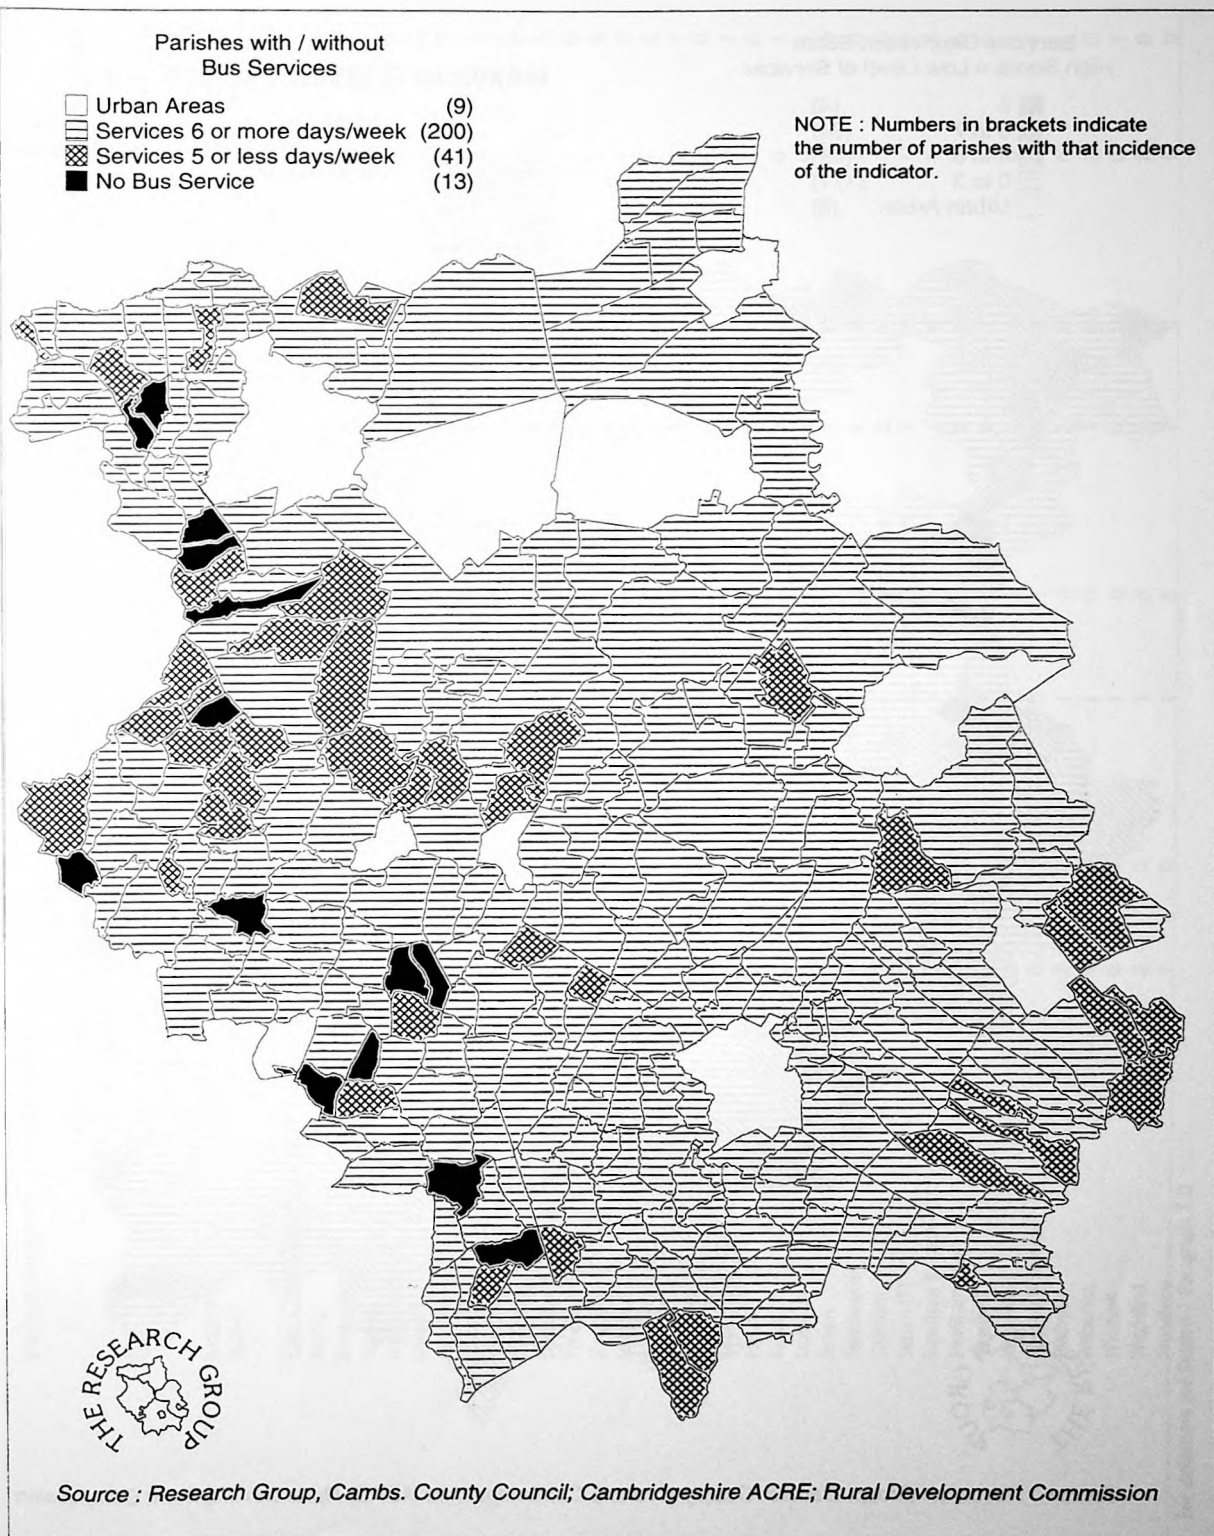 Parishes with / without
Bus Services
Urban Areas (9)
Services 6 or more days/week (200)
Services 5 or less days/week (41)
No Bus Service (13)
NOTE : Numbers in brackets indicate
the number of parishes with that incidence
of the indicator.
THE RESEARCH GROUP
Source : Research Group, Cambs. County Council; Cambridgeshire ACRE; Rural Development Commission